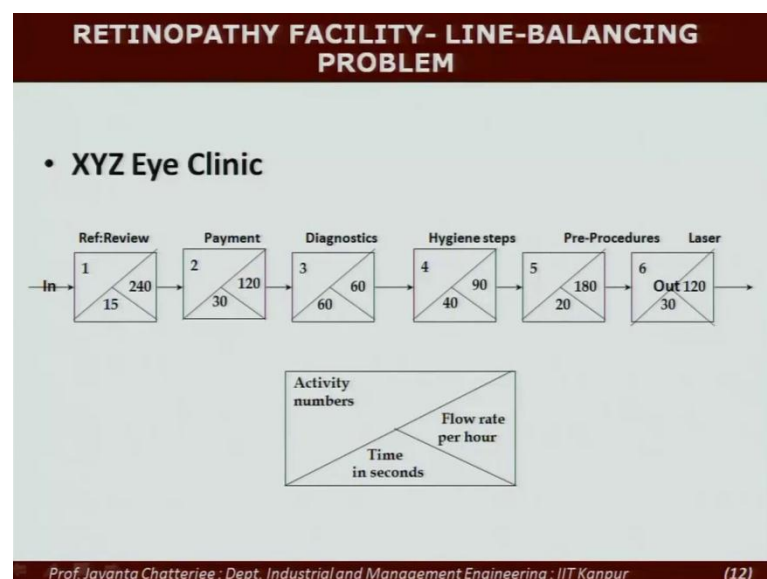 RETINOPATHY FACILITY- LINE-BALANCING
PROBLEM
• XYZ Eye Clinic
Ref:Review Payment Diagnostics Hygiene steps Pre-Procedures Laser
In
1 240 15
2 120 30
3 60 60
4 90 40
5 180 20
6 Out 120 30
Activity
numbers
Flow rate
per hour
Time
in seconds
Prof. Jayanta Chatterjee : Dept. Industrial and Management Engineering : IIT Kanpur (12)